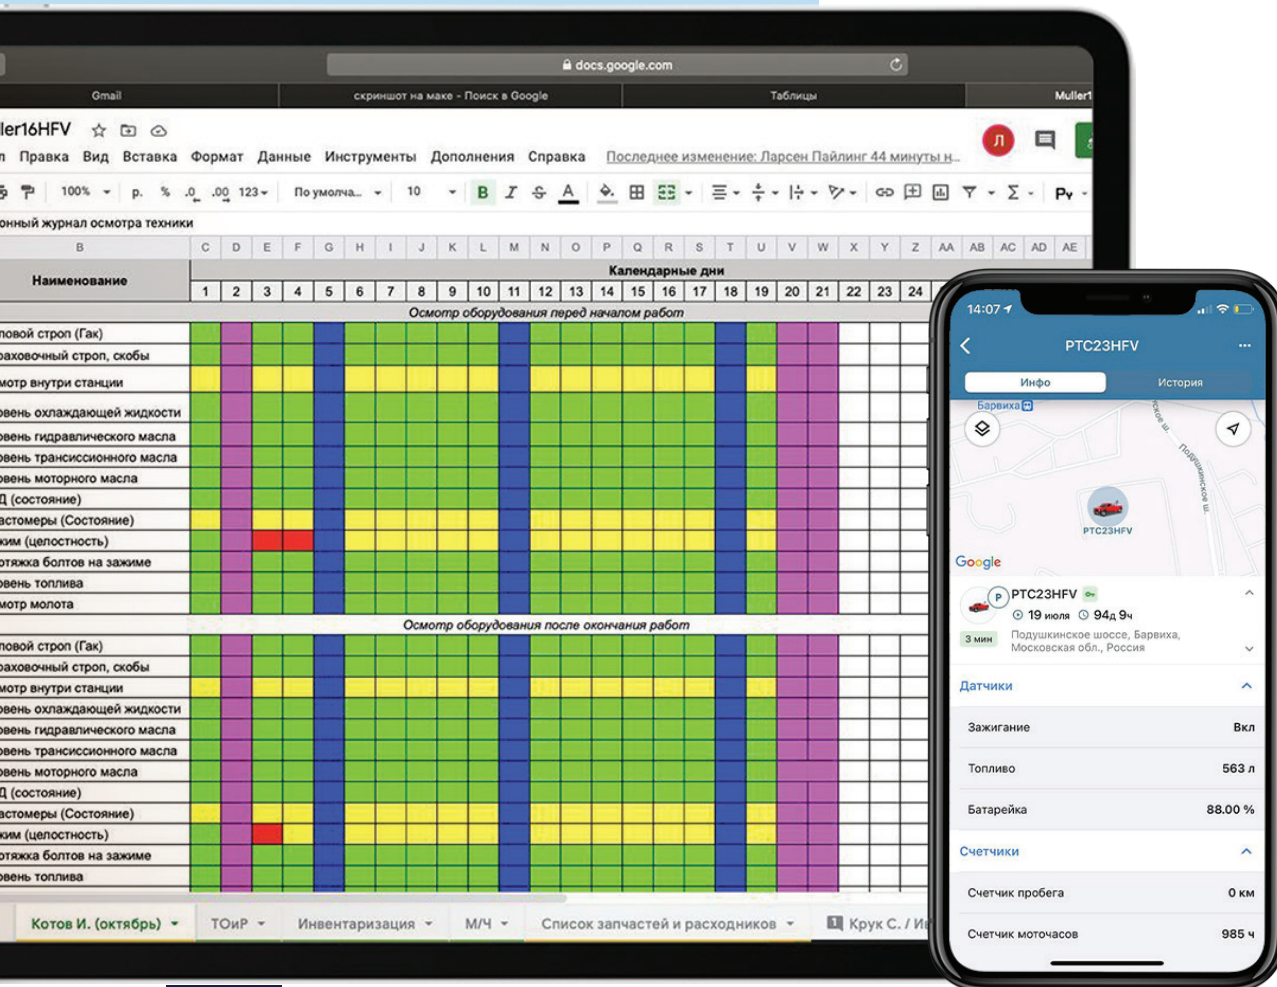 docs.google.com
Gmail
скриншот на маке - Поиск в Google
Таблицы
Muller1
ler16HFV
Л
л Правка Вид Вставка Формат Данные Инструменты Дополнения Справка Последнее изменение: Ларсен Пайлинг 44 минуты н...
100% р. % .0 .00 123 По умолча... 10 B I S A
онный журнал осмотра техники
B C D E F G H I J K L M N O P Q R S T U V W X Y Z AA AB AC AD AE
Наименование
Календарные дни
1 2 3 4 5 6 7 8 9 10 11 12 13 14 15 16 17 18 19 20 21 22 23 24
Осмотр оборудования перед началом работ
ловой строп (Гак)
раховочный строп, скобы
мотр внутри станции
овень охлаждающей жидкости
овень гидравлического масла
овень трансиссионного масла
овень моторного масла
Д (состояние)
астомеры (Состояние)
жим (целостность)
отяжка болтов на зажиме
овень топлива
мотр молота
Осмотр оборудования после окончания работ
ловой строп (Гак)
раховочный строп, скобы
мотр внутри станции
овень охлаждающей жидкости
овень гидравлического масла
овень трансиссионного масла
овень моторного масла
Д (состояние)
астомеры (Состояние)
жим (целостность)
отяжка болтов на зажиме
овень топлива
Котов И. (октябрь) ТОиР Инвентаризация М/Ч Список запчастей и расходников 1 Крук С. / И
14:07
PTC23HFV
Инфо История
Барвиха
ское ш.
Подушкинское ш.
PTC23HFV
Google
P PTC23HFV
19 июля 94д 9ч
3 мин
Подушкинское шоссе, Барвиха,
Московская обл., Россия
Датчики
Зажигание Вкл
Топливо 563 л
Батарейка 88.00 %
Счетчики
Счетчик пробега 0 км
Счетчик моточасов 985 ч